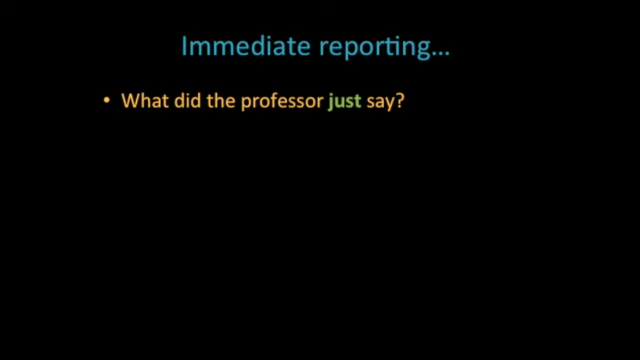 Immediate reporting…
• What did the professor just say?